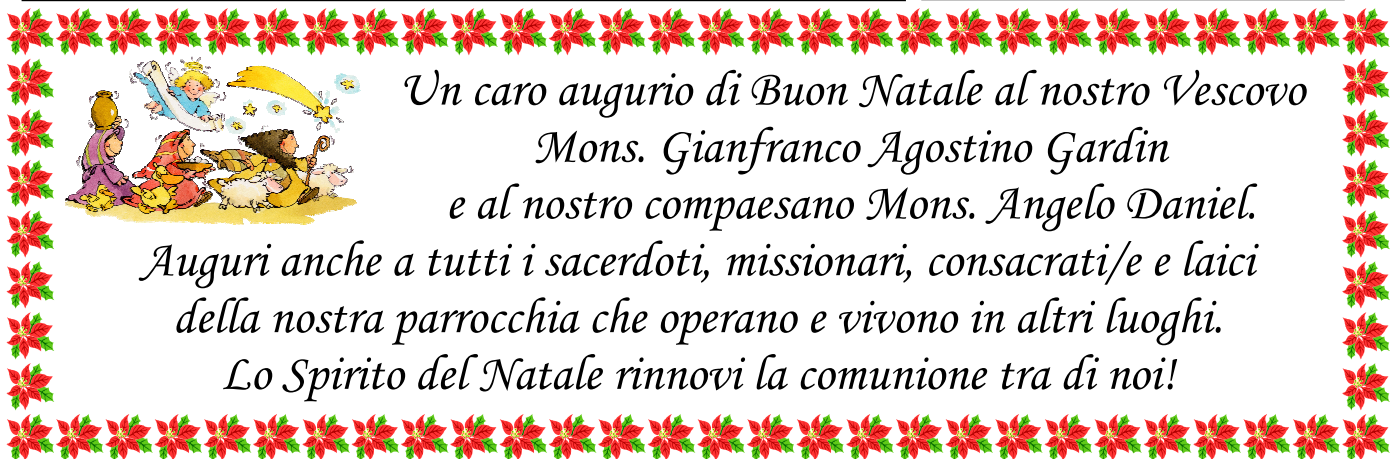 Un caro augurio di Buon Natale al nostro Vescovo
Mons. Gianfranco Agostino Gardin
e al nostro compaesano Mons. Angelo Daniel.
Auguri anche a tutti i sacerdoti, missionari, consacrati/e e laici
della nostra parrocchia che operano e vivono in altri luoghi.
Lo Spirito del Natale rinnovi la comunione tra di noi!